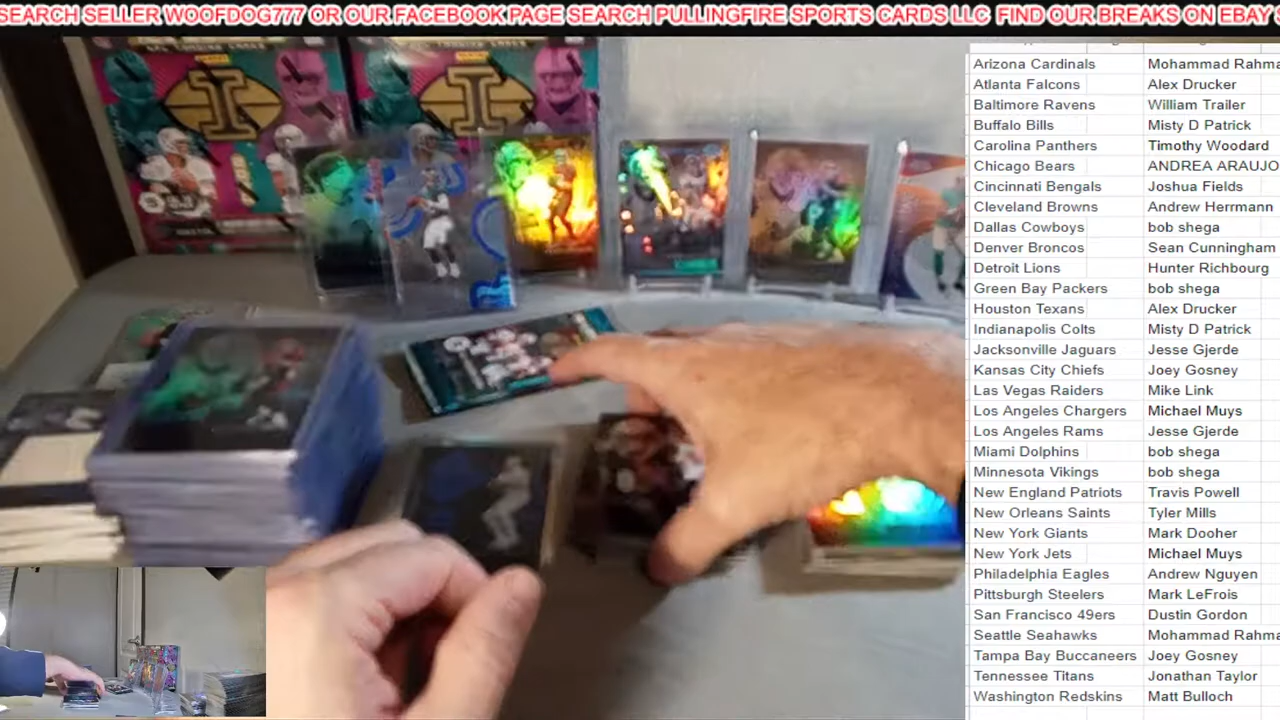 SEARCH SELLER WOOFDOG777 OR OUR FACEBOOK PAGE SEARCH PULLINGFIRE SPORTS CARDS LLC FIND OUR BREAKS ON EBAY'S
Arizona Cardinals Mohammad Rahma
Atlanta Falcons Alex Drucker
Baltimore Ravens William Trailer
Buffalo Bills Misty D Patrick
Carolina Panthers Timothy Woodard
Chicago Bears ANDREA ARAUJO
Cincinnati Bengals Joshua Fields
Cleveland Browns Andrew Herrmann
Dallas Cowboys bob shega
Denver Broncos Sean Cunningham
Detroit Lions Hunter Richbourg
Green Bay Packers bob shega
Houston Texans Alex Drucker
Indianapolis Colts Misty D Patrick
Jacksonville Jaguars Jesse Gjerde
Kansas City Chiefs Joey Gosney
Las Vegas Raiders Mike Link
Los Angeles Chargers Michael Muys
Los Angeles Rams Jesse Gjerde
Miami Dolphins bob shega
Minnesota Vikings bob shega
New England Patriots Travis Powell
New Orleans Saints Tyler Mills
New York Giants Mark Dooher
New York Jets Michael Muys
Philadelphia Eagles Andrew Nguyen
Pittsburgh Steelers Mark LeFrois
San Francisco 49ers Dustin Gordon
Seattle Seahawks Mohammad Rahma
Tampa Bay Buccaneers Joey Gosney
Tennessee Titans Jonathan Taylor
Washington Redskins Matt Bulloch